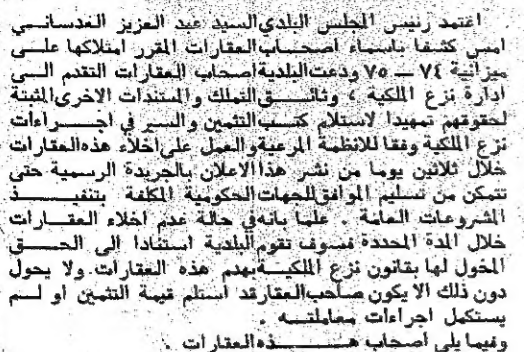 اعتمد رئيس المجلس البلدي السيد عبد العزيز العدساني
امس كشفا باسماء اصحاب العقارات المقرر امتلاكها على
ميزانية ٧٤ — ٧٥ ودعت البلدية اصحاب العقارات التقدم الى
ادارة نزع الملكية ، وثائق التملك والمستندات الاخرى المثبتة
لحقوقهم تمهيدا لاستلام كتب التثمين والسير في اجراءات
نزع الملكية وفقا للانظمة المرعية والعمل على اخلاء هذه العقارات
خلال ثلاثين يوما من نشر هذا الاعلان بالجريدة الرسمية حتى
تتمكن من تسليم المواقع للجهات الحكومية المكلفة بتنفيذ
المشروعات العامة . علما بانه في حالة عدم اخلاء العقارات
خلال المدة المحددة فسوف تقوم البلدية استنادا الى الحق
المخول لها بقانون نزع الملكية بهدم هذه العقارات ولا يحول
دون ذلك الا يكون صاحب العقار قد استلم قيمة التثمين او لم
يستكمل اجراءات معاملته .
وفيما يلي اصحاب هذه العقارات .